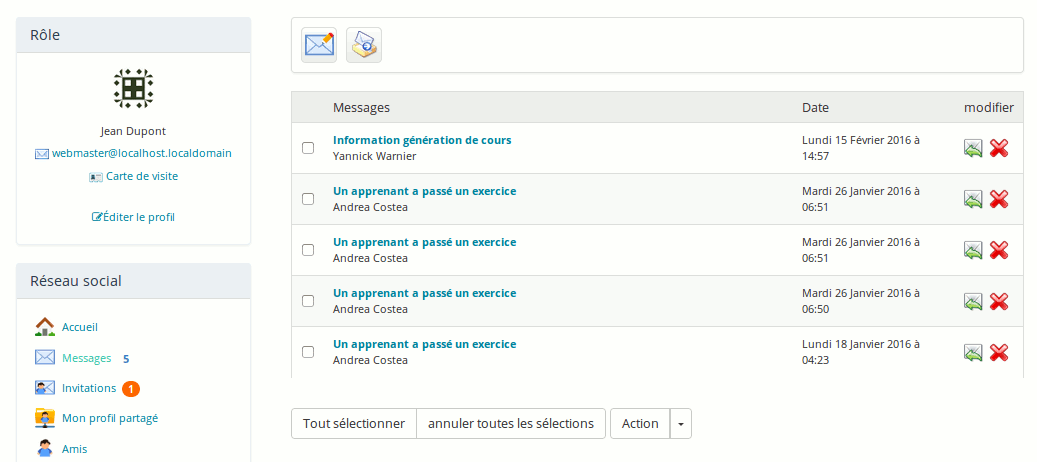 Rôle
Jean Dupont
webmaster@localhost.localdomain
Carte de visite
Éditer le profil
Réseau social
Accueil
Messages 5
Invitations 1
Mon profil partagé
Amis
Messages Date modifier
Information génération de cours
Yannick Warnier
Lundi 15 Février 2016 à
14:57
Un apprenant a passé un exercice
Andrea Costea
Mardi 26 Janvier 2016 à
06:51
Un apprenant a passé un exercice
Andrea Costea
Mardi 26 Janvier 2016 à
06:51
Un apprenant a passé un exercice
Andrea Costea
Mardi 26 Janvier 2016 à
06:50
Un apprenant a passé un exercice
Andrea Costea
Lundi 18 Janvier 2016 à
04:23
Tout sélectionner annuler toutes les sélections Action